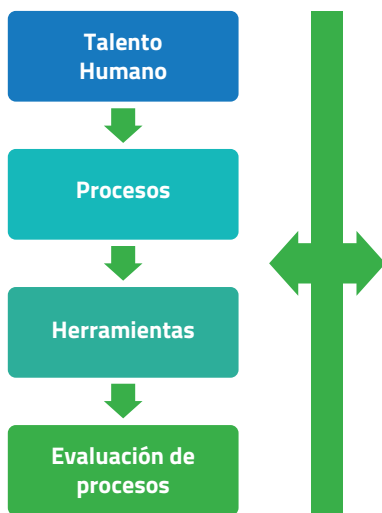 Talento
Humano
Procesos
Herramientas
Evaluación de
procesos